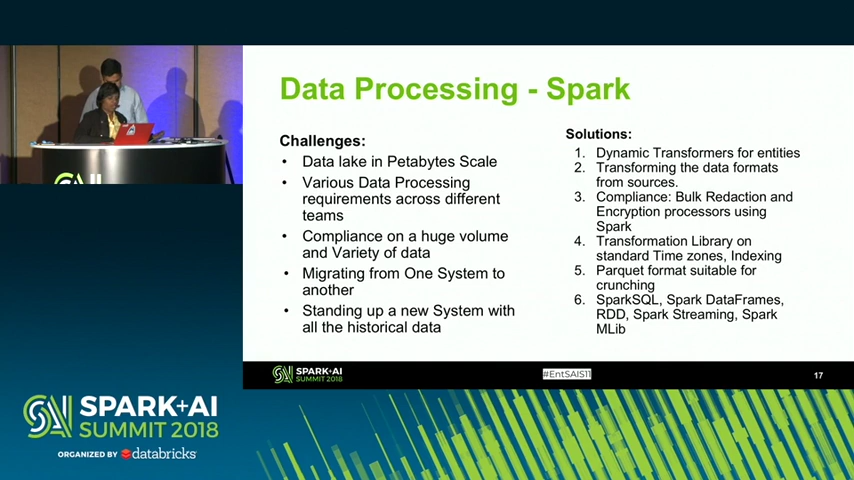 Data Processing - Spark
Challenges:
• Data lake in Petabytes Scale
• Various Data Processing
requirements across different
teams
• Compliance on a huge volume
and Variety of data
• Migrating from One System to
another
• Standing up a new System with
all the historical data
Solutions:
1. Dynamic Transformers for entities
2. Transforming the data formats
from sources.
3. Compliance: Bulk Redaction and
Encryption processors using
Spark
4. Transformation Library on
standard Time zones, Indexing
5. Parquet format suitable for
crunching
6. SparkSQL, Spark DataFrames,
RDD, Spark Streaming, Spark
MLib
SPARK+AI
SUMMIT 2018
#EntSAIS11
17
SPARK+AI
SUMMIT 2018
ORGANIZED BY databricks